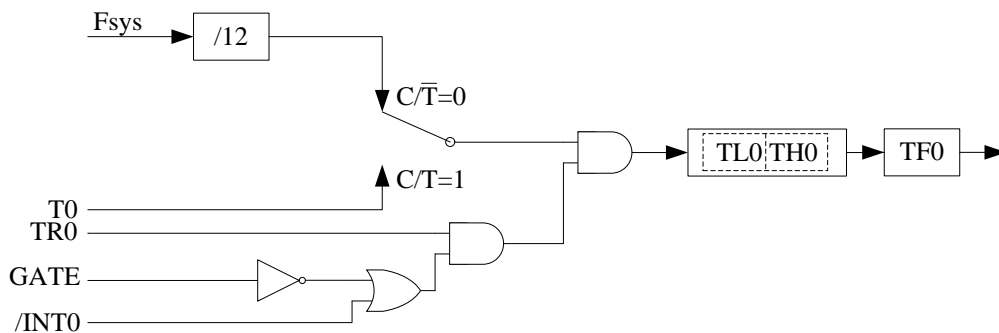 Fsys
/12
C/T̅=0
TL0 TH0
TF0
C/T=1
T0
TR0
GATE
/INT0